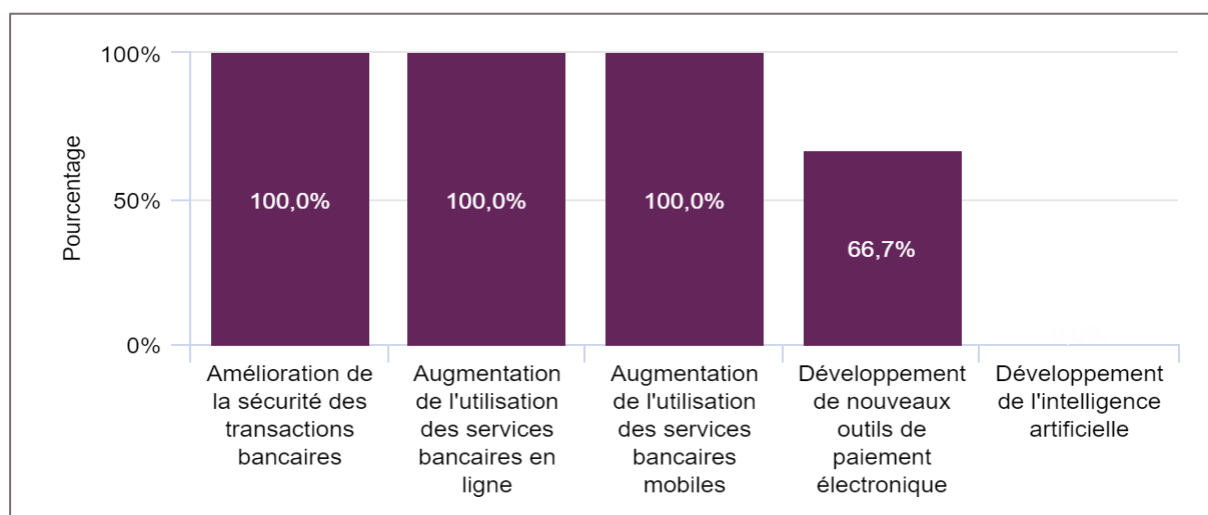 100%
50%
0%
Pourcentage
100,0%
100,0%
100,0%
66,7%
Amélioration de
la sécurité des
transactions
bancaires
Augmentation
de l'utilisation
des services
bancaires en
ligne
Augmentation
de l'utilisation
des services
bancaires
mobiles
Développement
de nouveaux
outils de
paiement
électronique
Développement
de l'intelligence
artificielle